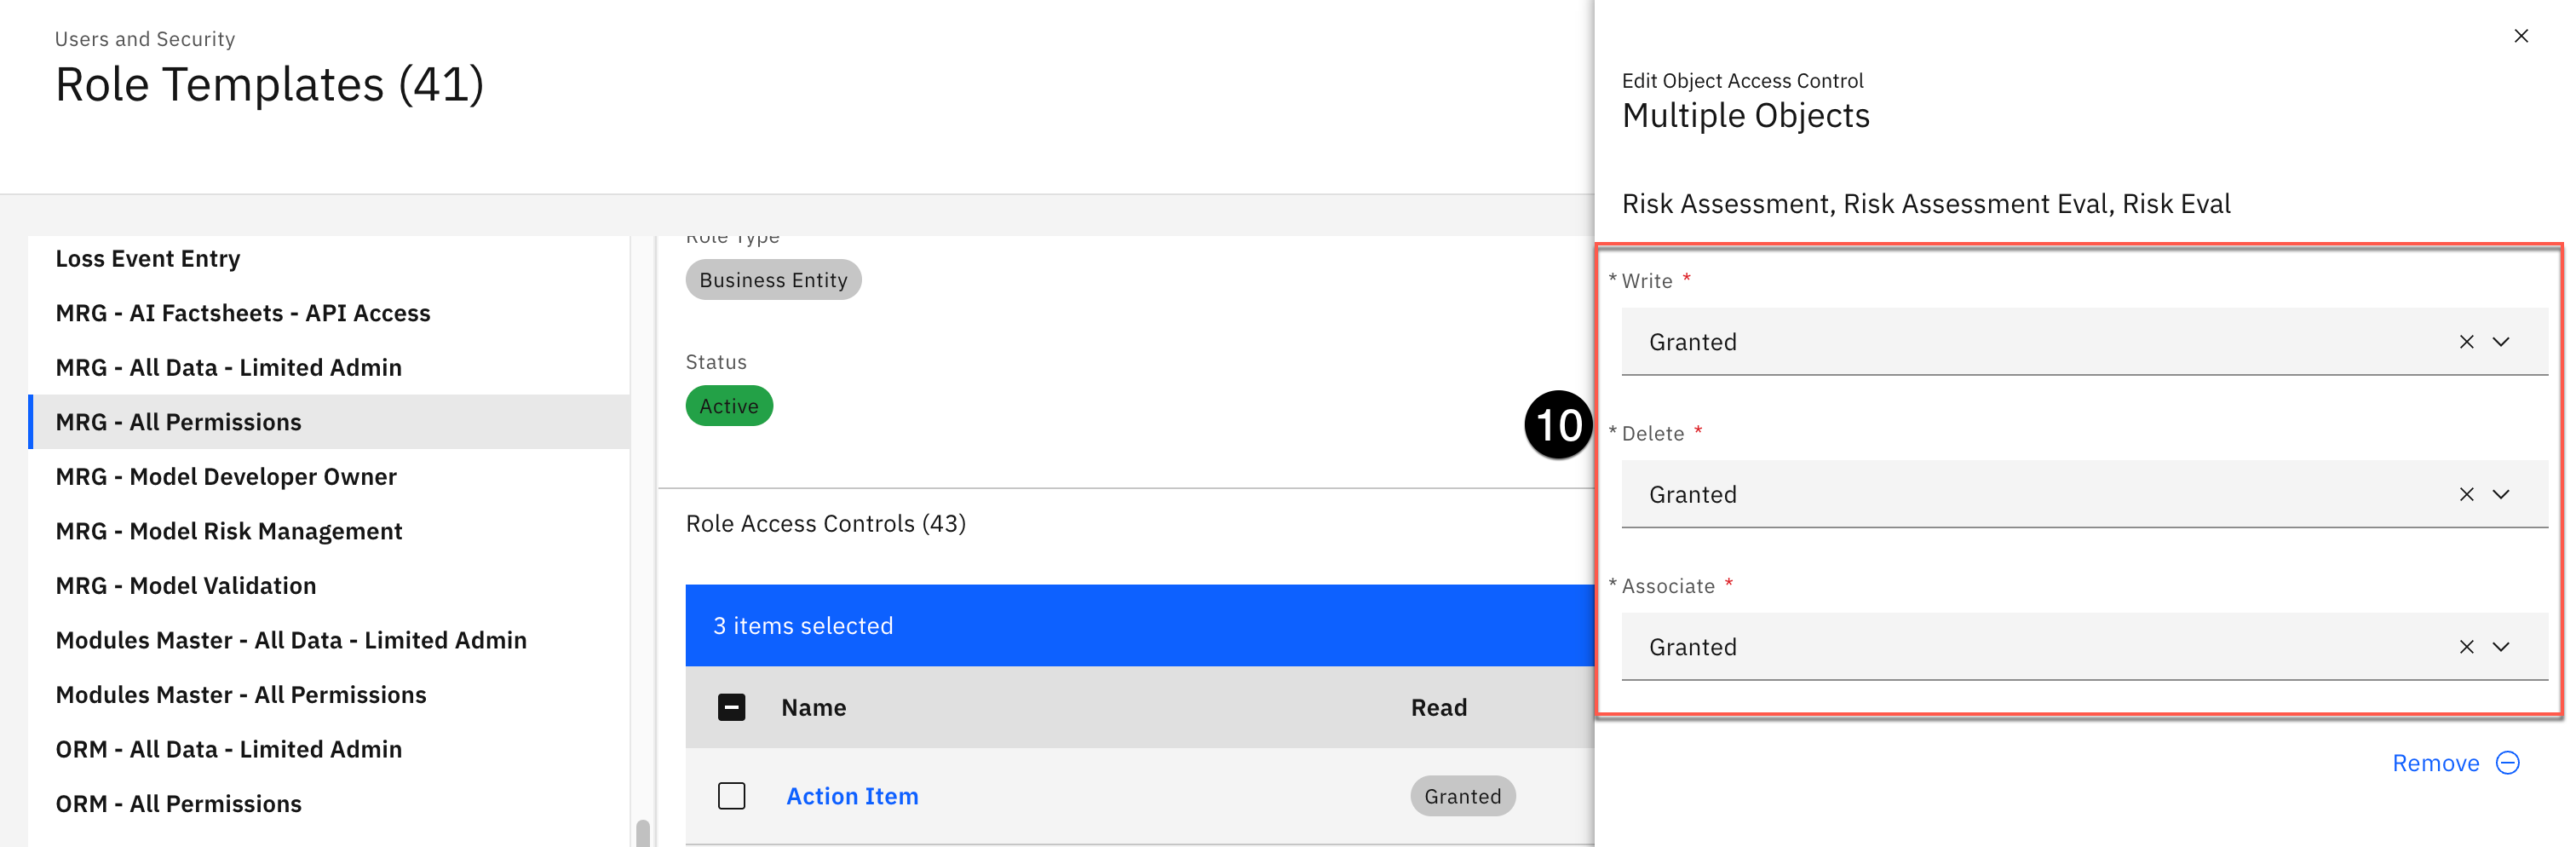 Users and Security
Role Templates (41)
Loss Event Entry
MRG - AI Factsheets - API Access
MRG - All Data - Limited Admin
MRG - All Permissions
MRG - Model Developer Owner
MRG - Model Risk Management
MRG - Model Validation
Modules Master - All Data - Limited Admin
Modules Master - All Permissions
ORM - All Data - Limited Admin
ORM - All Permissions
Role Type
Business Entity
Status
Active
Role Access Controls (43)
3 items selected
Name Read
Action Item Granted
10
Edit Object Access Control
Multiple Objects
Risk Assessment, Risk Assessment Eval, Risk Eval
* Write *
Granted
* Delete *
Granted
* Associate *
Granted
Remove